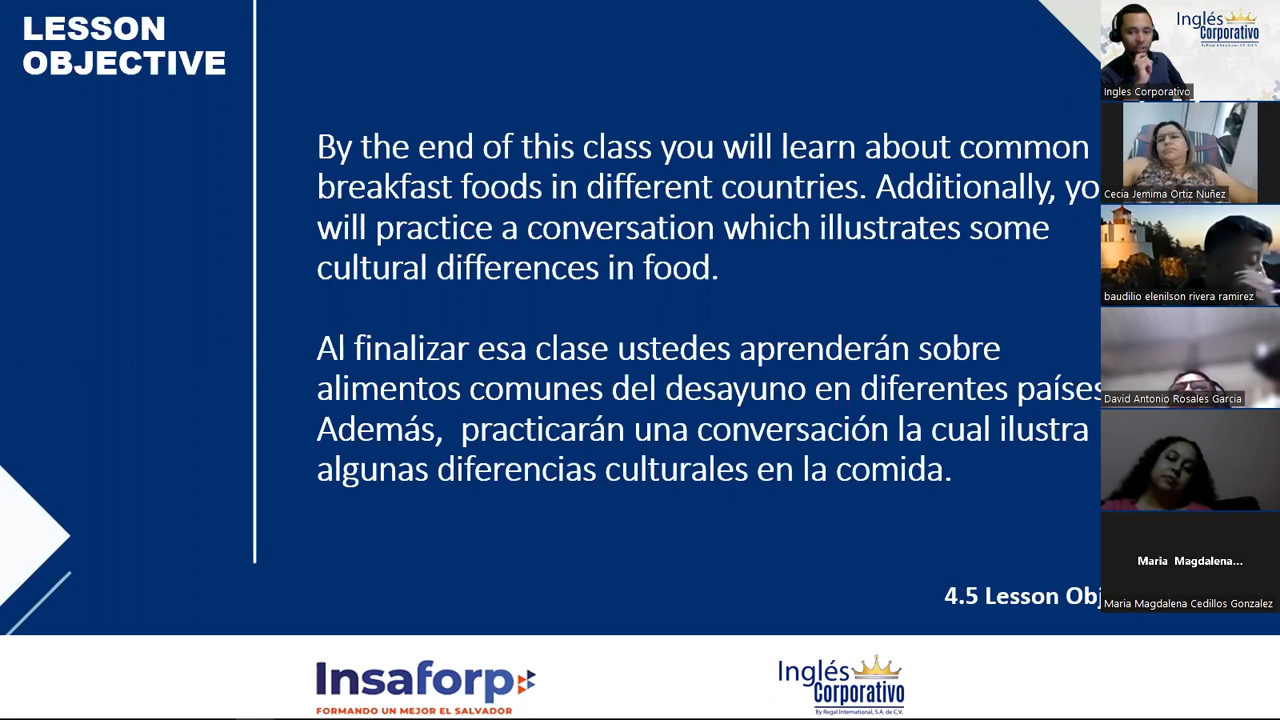 LESSON
OBJECTIVE
By the end of this class you will learn about common
breakfast foods in different countries. Additionally, yo
will practice a conversation which illustrates some
cultural differences in food.
Al finalizar esa clase ustedes aprenderán sobre
alimentos comunes del desayuno en diferentes países
Además, practicarán una conversación la cual ilustra
algunas diferencias culturales en la comida.
4.5 Lesson Obj
Insaforp
FORMANDO UN MEJOR EL SALVADOR
Inglés
Corporativo
By Regal International, S.A. de C.V.
Inglés
Corporativo
By Regal International, S.A. de C.V.
Ingles Corporativo
Cecia Jemima Ortiz Nuñez
baudilio elenilson rivera ramirez
David Antonio Rosales Garcia
Maria Magdalena...
Maria Magdalena Cedillos Gonzalez